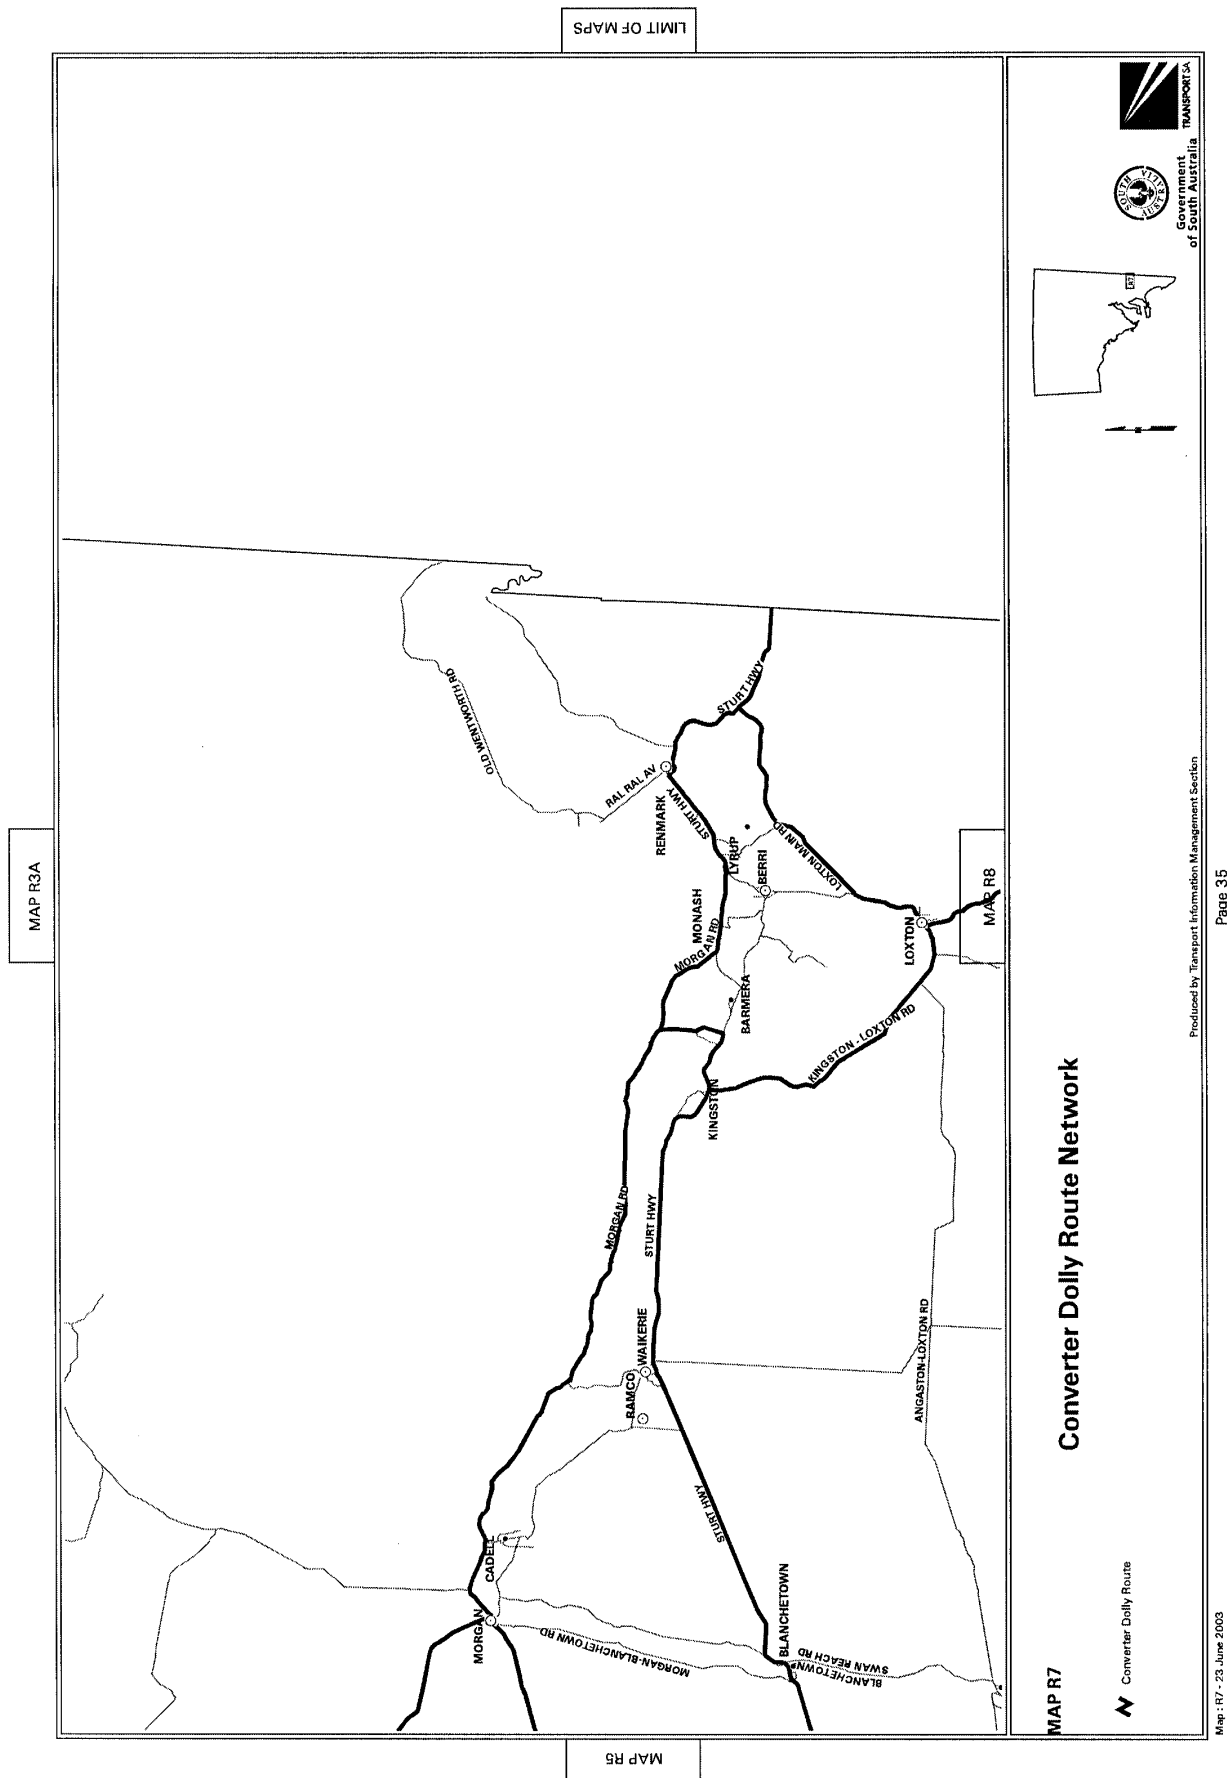 LIMIT OF MAPS
MAP R3A
MAP R5
MAP R8
OLD WENTWORTH RD
RAL RAL AV
RENMARK
STURT HWY
STURT HWY
LYRUP
BERRI
LOXTON MAIN RD
MONASH
MORGAN RD
BARMERA
LOXTON
KINGSTON - LOXTON RD
KINGSTON
MORGAN RD
STURT HWY
WAIKERIE
RAMCO
ANGASTON-LOXTON RD
STURT HWY
CADELL
MORGAN
MORGAN-BLANCHETOWN RD
BLANCHETOWN
BLANCHETOWN-
SWAN REACH RD
MAP R7
Converter Dolly Route Network
Converter Dolly Route
R7
SOUTH
AUSTRALIA
Government
of South Australia
TRANSPORT SA
Produced by Transport Information Management Section
Map : R7 - 23 June 2003
Page 35